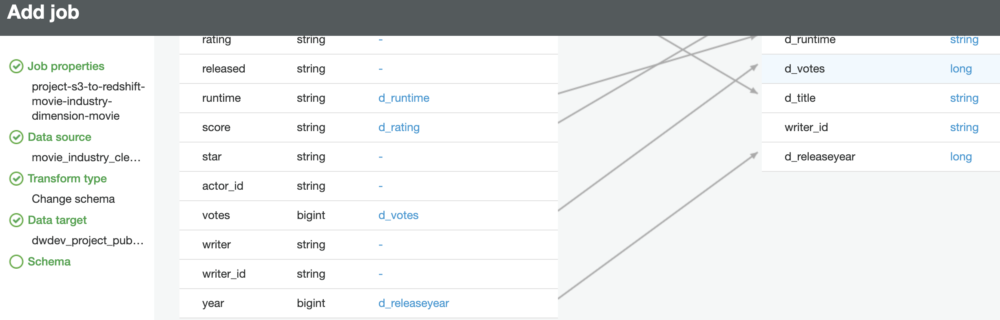 Add job
Job properties
project-s3-to-redshift-
movie-industry-
dimension-movie
Data source
movie_industry_cle...
Transform type
Change schema
Data target
dwdev_project_pub...
Schema
rating string -
released string -
runtime string d_runtime
score string d_rating
star string -
actor_id string -
votes bigint d_votes
writer string -
writer_id string -
year bigint d_releaseyear
d_runtime string
d_votes long
d_title string
writer_id string
d_releaseyear long